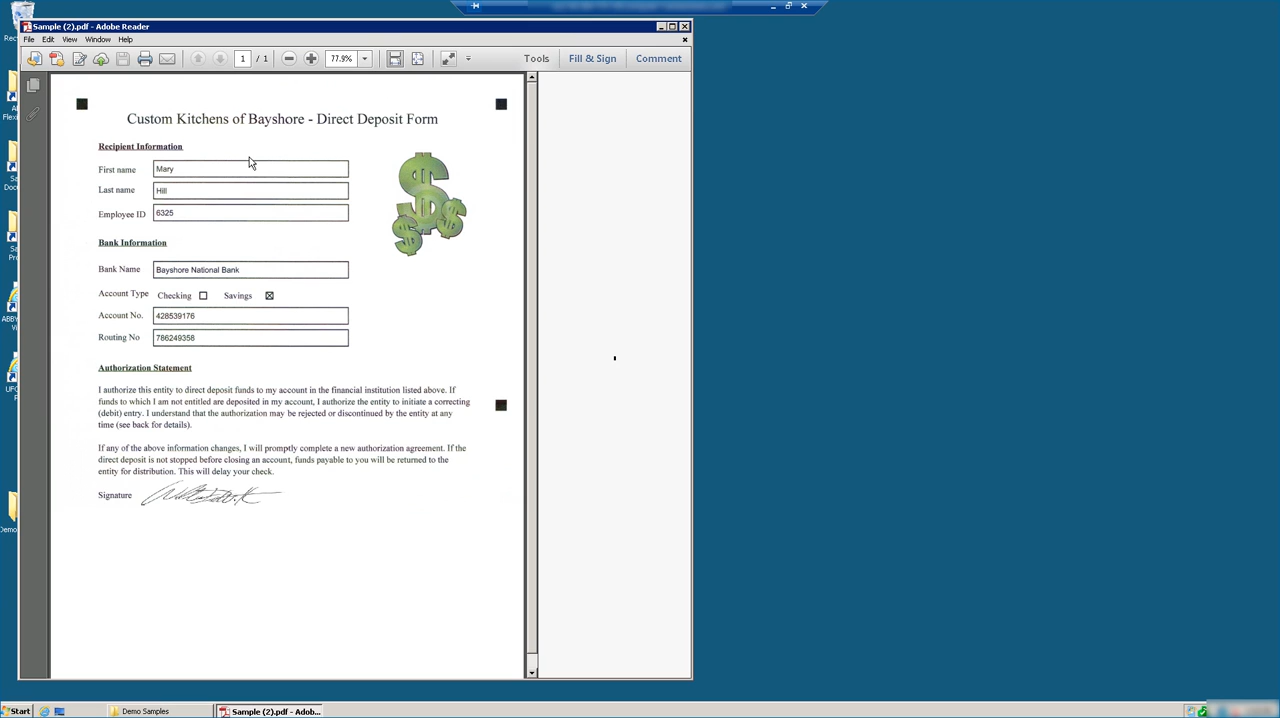 Sample (2).pdf - Adobe Reader
File Edit View Window Help
1 / 1 77.9% Tools Fill & Sign Comment
Custom Kitchens of Bayshore - Direct Deposit Form
Recipient Information
First name Mary
Last name Hill
Employee ID 6325
Bank Information
Bank Name Bayshore National Bank
Account Type Checking Savings
Account No. 428539176
Routing No 786249358
Authorization Statement
I authorize this entity to direct deposit funds to my account in the financial institution listed above. If
funds to which I am not entitled are deposited in my account, I authorize the entity to initiate a correcting
(debit) entry. I understand that the authorization may be rejected or discontinued by the entity at any
time (see back for details).
If any of the above information changes, I will promptly complete a new authorization agreement. If the
direct deposit is not stopped before closing an account, funds payable to you will be returned to the
entity for distribution. This will delay your check.
Signature
Start Demo Samples Sample (2).pdf - Adob...